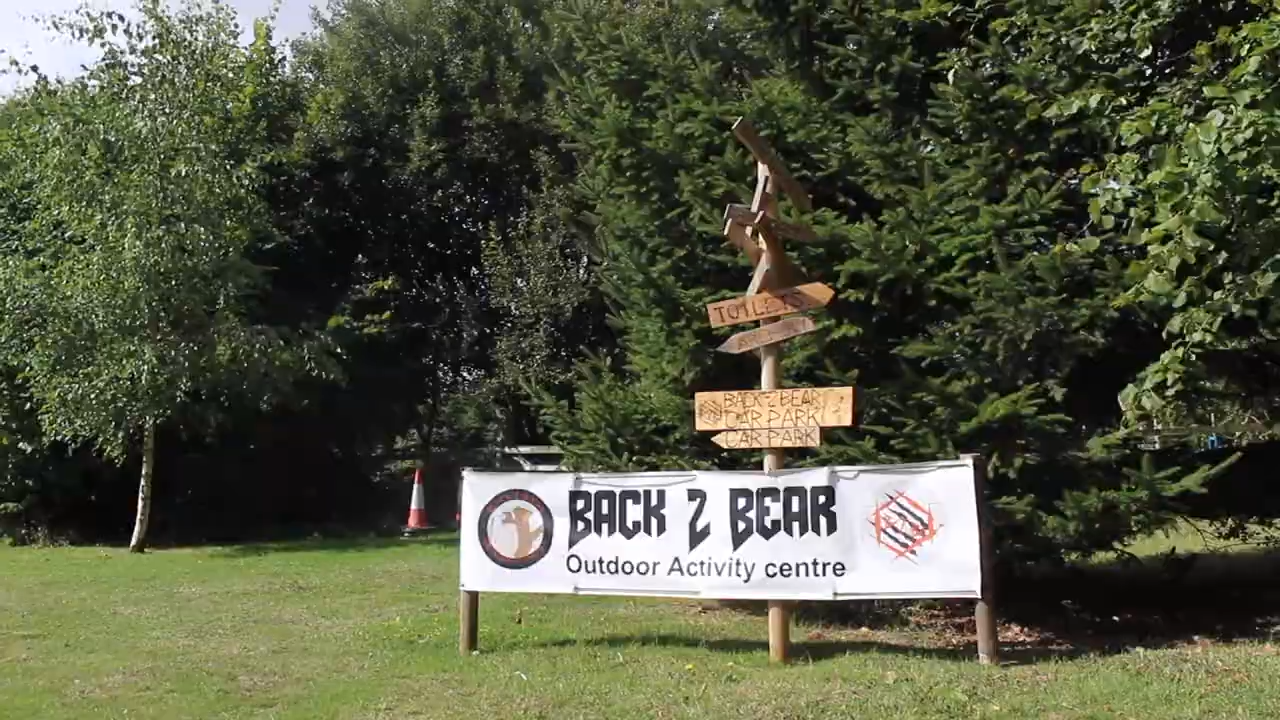 TOILETS
BACK 2 BEAR
CAR PARK
CAR PARK
BACK 2 BEAR
Outdoor Activity centre